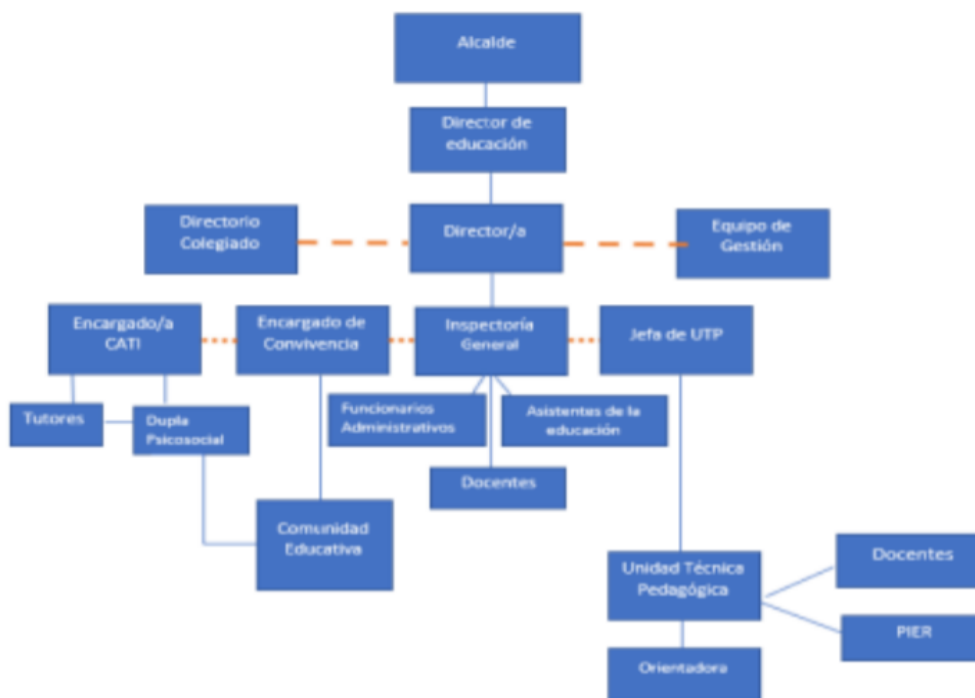 Alcalde
Director de
educación
Directorio
Colegiado
Director/a
Equipo de
Gestión
Encargado/a
CATI
Encargado de
Convivencia
Inspectoría
General
Jefa de UTP
Tutores
Dupla
Psicosocial
Funcionarios
Administrativos
Asistentes de la
educación
Docentes
Comunidad
Educativa
Unidad Técnica
Pedagógica
Docentes
PIER
Orientadora